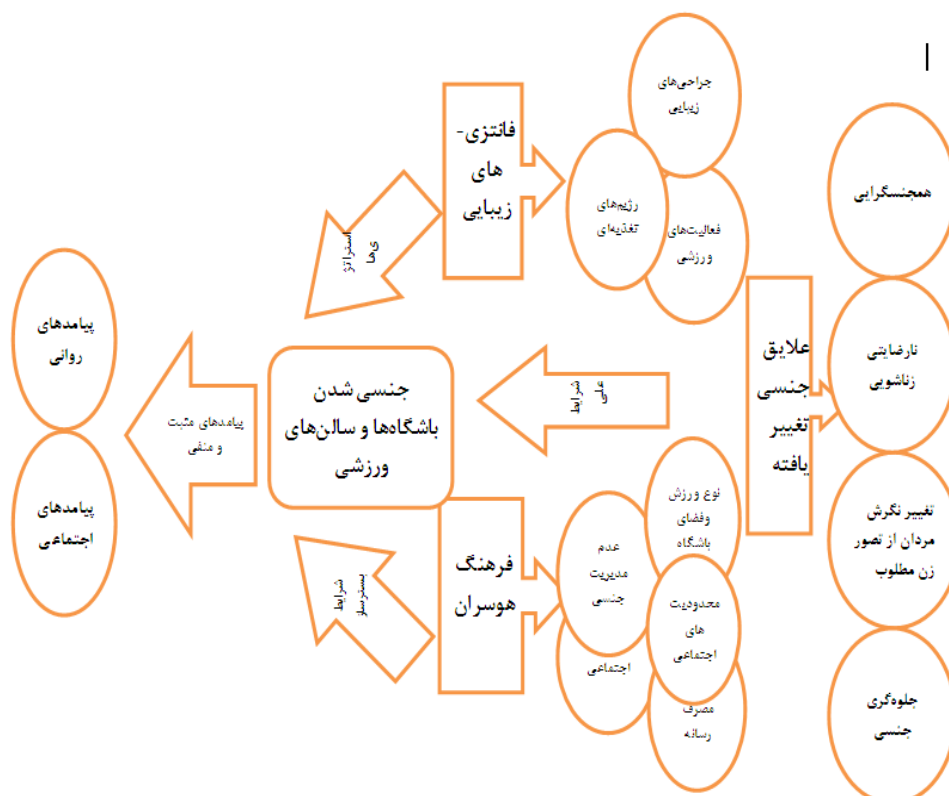 جراحی‌های
زیبایی
رژیم‌های
تغذیه‌ای
فعالیت‌های
ورزشی
فانتزی-
های
زیبایی
استراتژ
ی‌ها
همجنسگرایی
نارضایتی
زناشویی
تغییر نگرش
مردان از تصور
زن مطلوب
جلوه‌گری
جنسی
علایق
جنسی
تغییر
یافته
شرایط
علی
جنسی شدن
باشگاه‌ها و سالن‌های
ورزشی
نوع ورزش
وفضای
باشگاه
عدم
مدیریت
جنسی
محدودیت
های
اجتماعی
اجتماعی
مصرف
رسانه
فرهنگ
هوسران
شرایط
بسترساز
پیامدهای مثبت
و منفی
پیامدهای
روانی
پیامدهای
اجتماعی